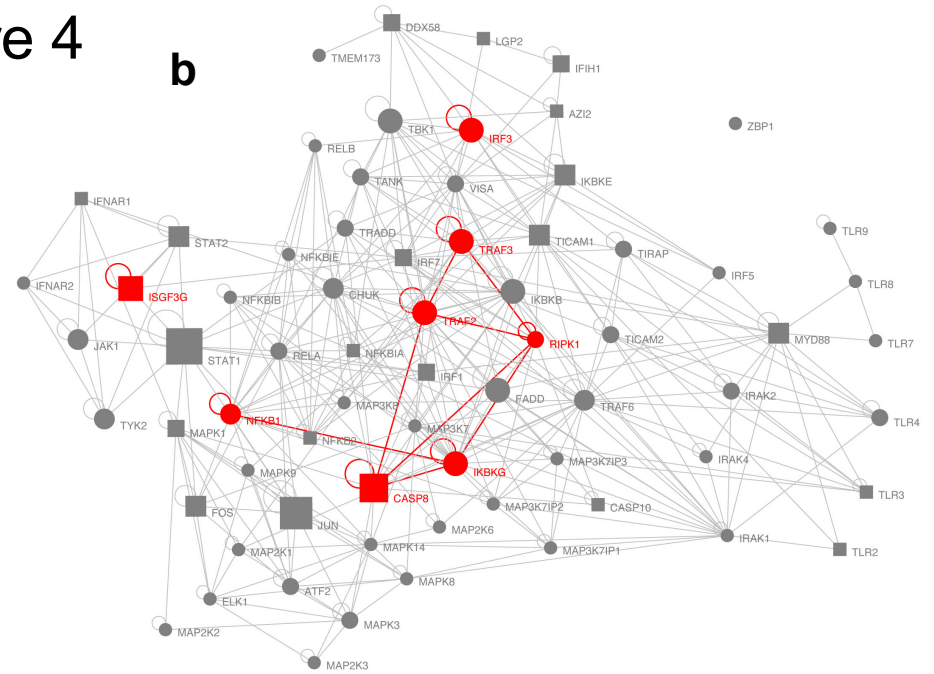 re 4
b
DDX58
LGP2
TMEM173
IFIH1
AZI2
ZBP1
TBK1
IRF3
RELB
TANK
VISA
IKBKE
IFNAR1
STAT2
TRADD
TRAF3
TICAM1
TIRAP
TLR9
NFKBIE
IRF7
IRF5
IFNAR2
ISGF3G
NFKBIB
CHUK
IKBKB
TLR8
TRAF2
JAK1
STAT1
RELA
NFKBIA
RIPK1
TICAM2
MYD88
TLR7
IRF1
FADD
TRAF6
IRAK2
TYK2
MAPK1
NFKB1
MAP3K8
MAP3K7
TLR4
NFKB2
MAPK9
IKBKG
MAP3K7IP3
IRAK4
FOS
JUN
CASP8
MAP3K7IP2
CASP10
TLR3
MAP2K6
IRAK1
MAP2K1
MAPK14
MAP3K7IP1
TLR2
ELK1
ATF2
MAPK8
MAP2K2
MAPK3
MAP2K3